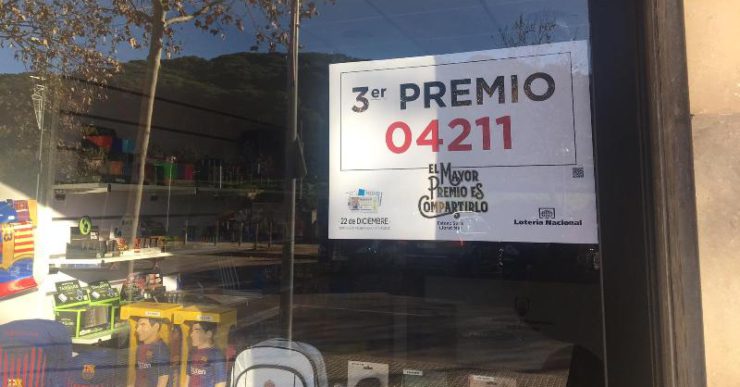 3er PREMIO
04211
EL MAYOR
PREMIO ES
COMPARTIRLO
22 de DICIEMBRE
Lotería Nacional